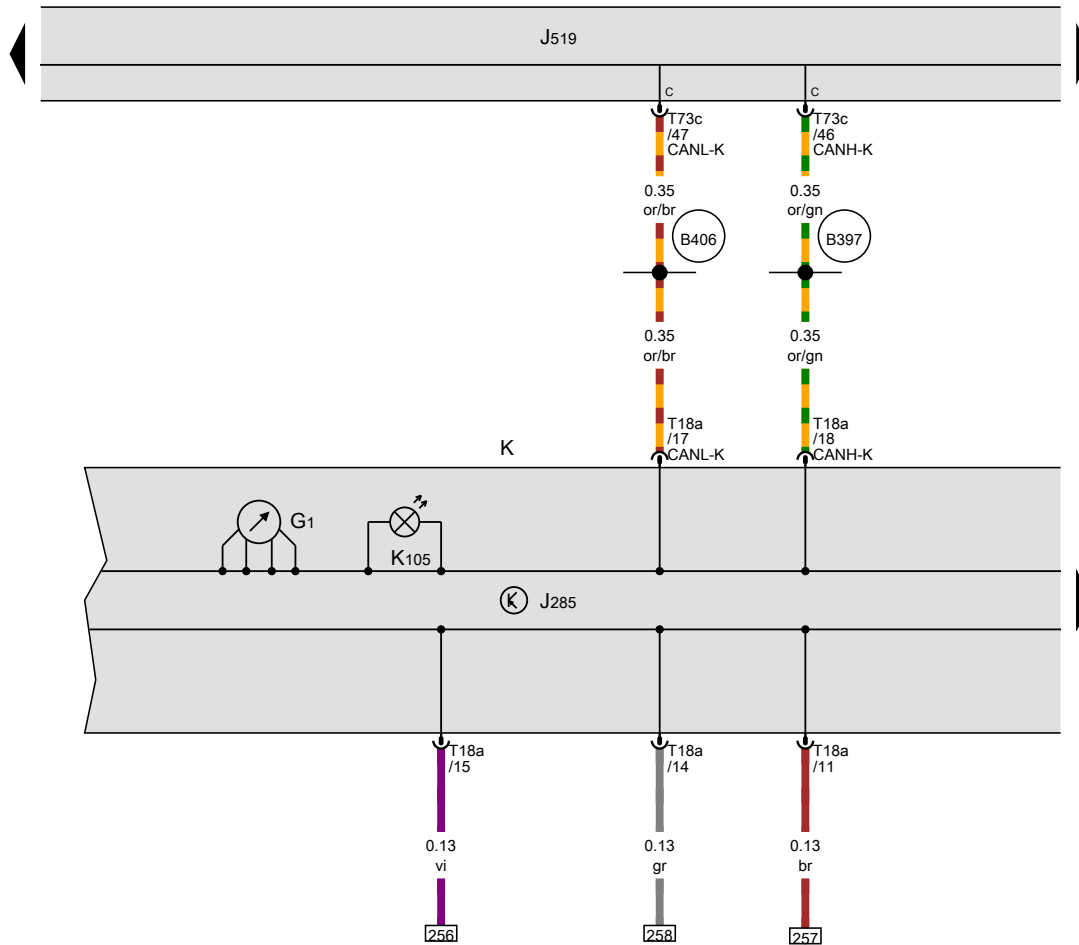 J519
C
C
T73c
/47
CANL-K
T73c
/46
CANH-K
0.35
or/br
0.35
or/gn
B406
B397
0.35
or/br
0.35
or/gn
T18a
/17
CANL-K
T18a
/18
CANH-K
K
G1
K105
J285
T18a
/15
T18a
/14
T18a
/11
0.13
vi
0.13
gr
0.13
br
256
258
257